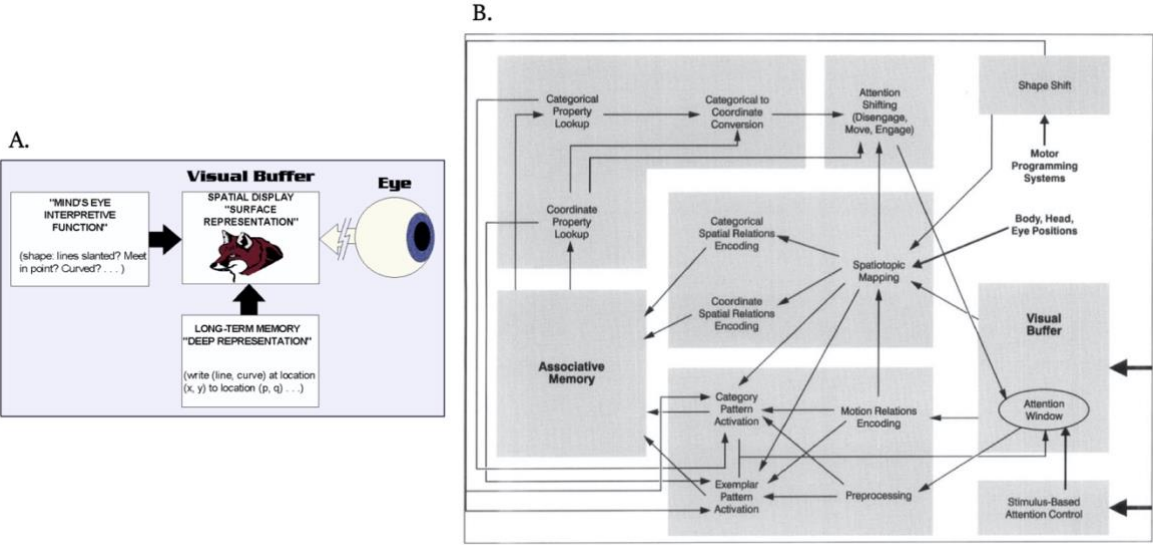 A.
Visual Buffer
Eye
"MIND'S EYE
INTERPRETIVE
FUNCTION"
(shape: lines slanted? Meet
in point? Curved? . . . )
SPATIAL DISPLAY
"SURFACE
REPRESENTATION"
LONG-TERM MEMORY
"DEEP REPRESENTATION"
(write (line, curve) at location
(x, y) to location (p, q) . . .)
B.
Categorical
Property
Lookup
Categorical to
Coordinate
Conversion
Attention
Shifting
(Disengage,
Move, Engage)
Shape Shift
Motor
Programming
Systems
Coordinate
Property
Lookup
Categorical
Spatial Relations
Encoding
Body, Head,
Eye Positions
Spatiotopic
Mapping
Coordinate
Spatial Relations
Encoding
Visual
Buffer
Associative
Memory
Category
Pattern
Activation
Motion Relations
Encoding
Attention
Window
Exemplar
Pattern
Activation
Preprocessing
Stimulus-Based
Attention Control